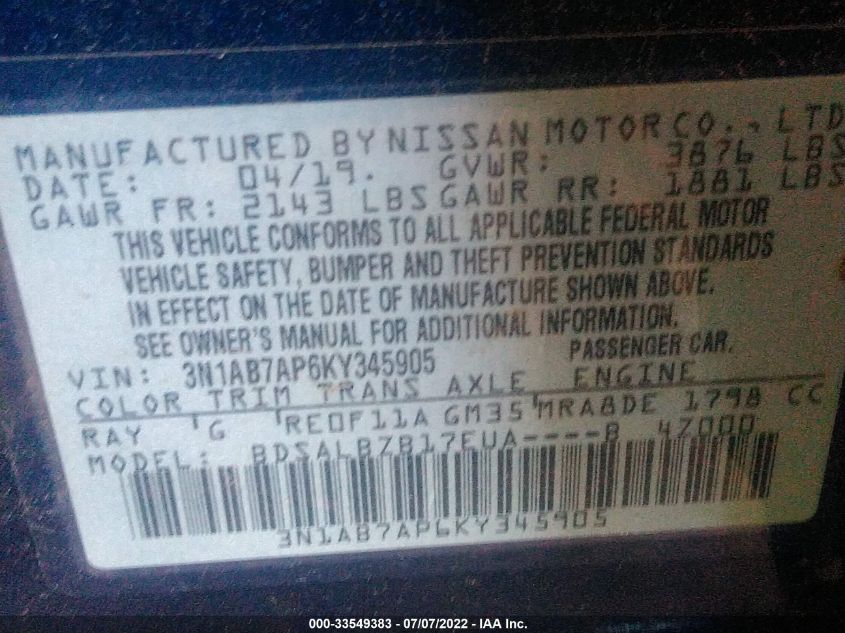 MANUFACTURED BY NISSAN MOTOR CO., LTD
DATE: 04/19. GVWR: 3876 LBS
GAWR FR: 2143 LBS GAWR RR: 1881 LBS
THIS VEHICLE CONFORMS TO ALL APPLICABLE FEDERAL MOTOR
VEHICLE SAFETY, BUMPER AND THEFT PREVENTION STANDARDS
IN EFFECT ON THE DATE OF MANUFACTURE SHOWN ABOVE.
SEE OWNER'S MANUAL FOR ADDITIONAL INFORMATION.
PASSENGER CAR.
VIN: 3N1AB7AP6KY345905
COLOR TRIM TRANS AXLE ENGINE
RAY 'G 'RE0F11A GM35 'MRA8DE 1798 CC
MODEL: BDSALBZB17EUA----B 4Z000
3N1AB7AP6KY345905
000-33549383 - 07/07/2022 - IAA Inc.